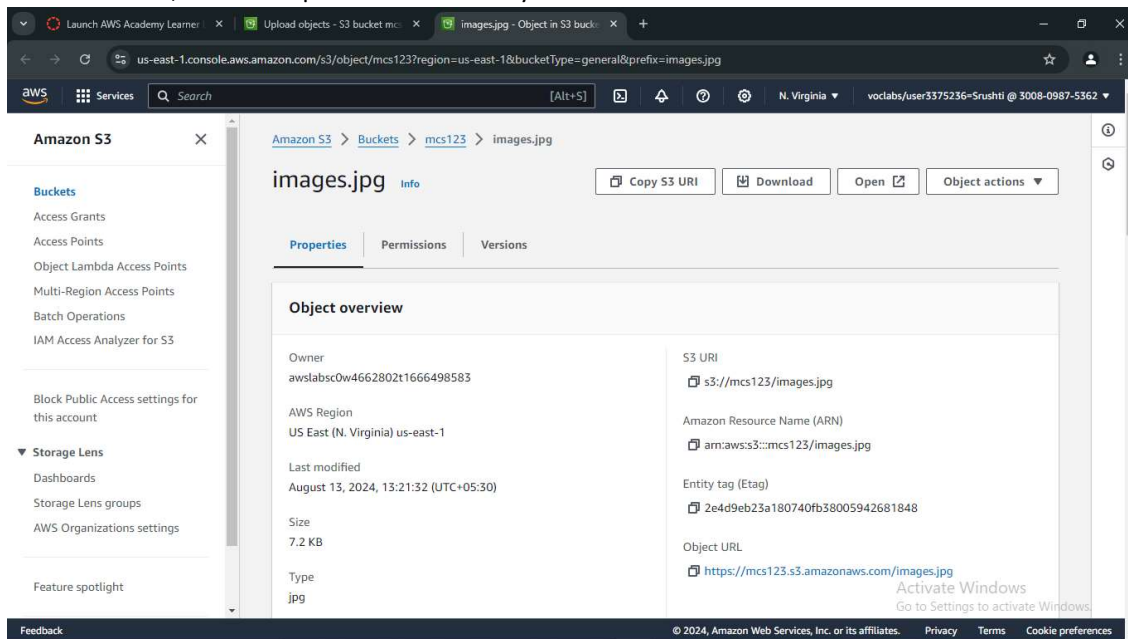 Launch AWS Academy Learner
Upload objects - S3 bucket mc
images.jpg - Object in S3 bucke
us-east-1.console.aws.amazon.com/s3/object/mcs123?region=us-east-1&bucketType=general&prefix=images.jpg
aws
Services
Search
[Alt+S]
N. Virginia
voclabs/user3375236=Srushti @ 3008-0987-5362
Amazon S3
Buckets
Access Grants
Access Points
Object Lambda Access Points
Multi-Region Access Points
Batch Operations
IAM Access Analyzer for S3
Block Public Access settings for
this account
Storage Lens
Dashboards
Storage Lens groups
AWS Organizations settings
Feature spotlight
Amazon S3 > Buckets > mcs123 > images.jpg
images.jpg Info
Copy S3 URI
Download
Open
Object actions
Properties
Permissions
Versions
Object overview
Owner
awslabsc0w4662802t1666498583
AWS Region
US East (N. Virginia) us-east-1
Last modified
August 13, 2024, 13:21:32 (UTC+05:30)
Size
7.2 KB
Type
jpg
S3 URI
s3://mcs123/images.jpg
Amazon Resource Name (ARN)
arn:aws:s3:::mcs123/images.jpg
Entity tag (Etag)
2e4d9eb23a180740fb38005942681848
Object URL
https://mcs123.s3.amazonaws.com/images.jpg
Activate Windows
Go to Settings to activate Windows.
Feedback
© 2024, Amazon Web Services, Inc. or its affiliates.
Privacy
Terms
Cookie preferences